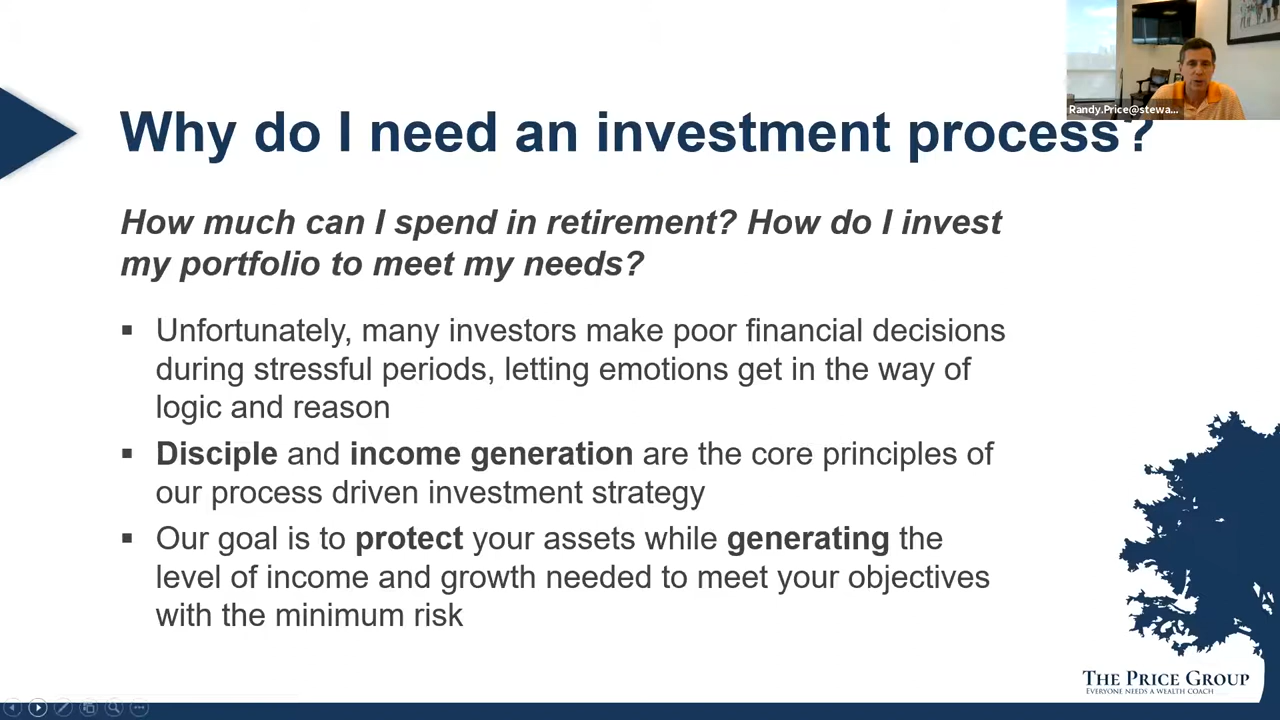 Randy.Price@stewa...
Why do I need an investment process?
How much can I spend in retirement? How do I invest
my portfolio to meet my needs?
▪ Unfortunately, many investors make poor financial decisions
during stressful periods, letting emotions get in the way of
logic and reason
▪ Disciple and income generation are the core principles of
our process driven investment strategy
▪ Our goal is to protect your assets while generating the
level of income and growth needed to meet your objectives
with the minimum risk
THE PRICE GROUP
EVERYONE NEEDS A WEALTH COACH